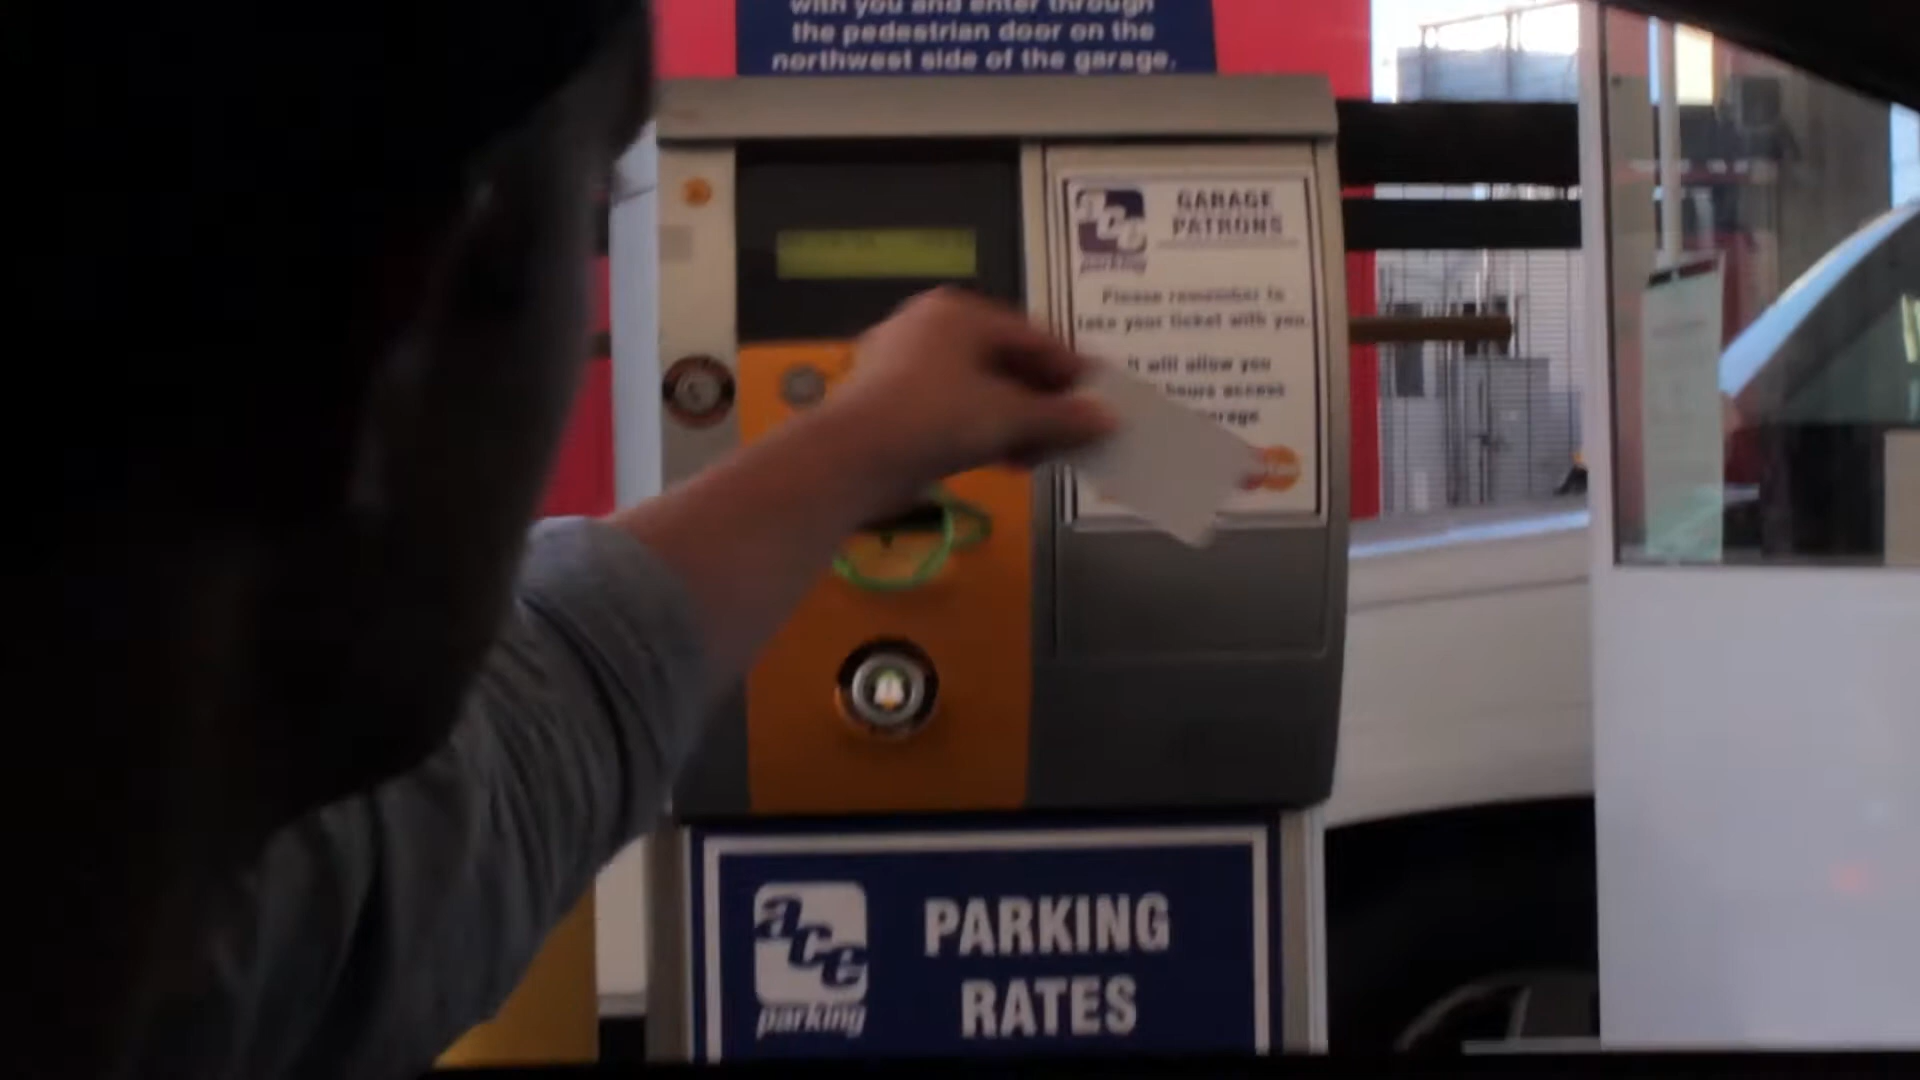 with you and enter through
the pedestrian door on the
northwest side of the garage.
ace
parking
GARAGE
PATRONS
Please remember to
take your ticket with you.
it will allow you
hours access
ace
parking
PARKING
RATES